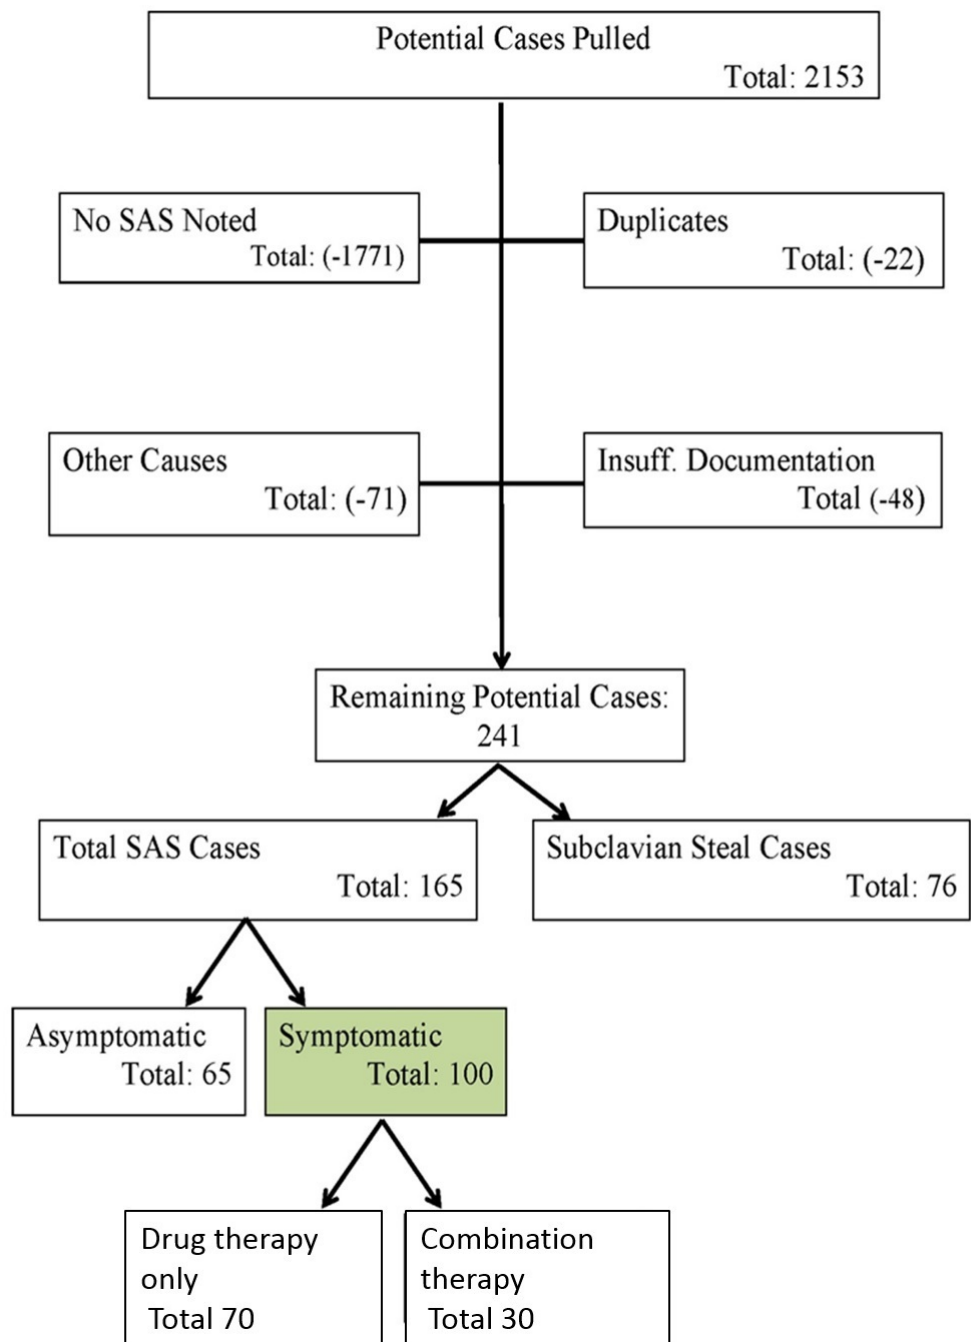 Potential Cases Pulled
Total: 2153
No SAS Noted
Total: (-1771)
Duplicates
Total: (-22)
Other Causes
Total: (-71)
Insuff. Documentation
Total (-48)
Remaining Potential Cases:
241
Total SAS Cases
Total: 165
Subclavian Steal Cases
Total: 76
Asymptomatic
Total: 65
Symptomatic
Total: 100
Drug therapy
only
Total 70
Combination
therapy
Total 30